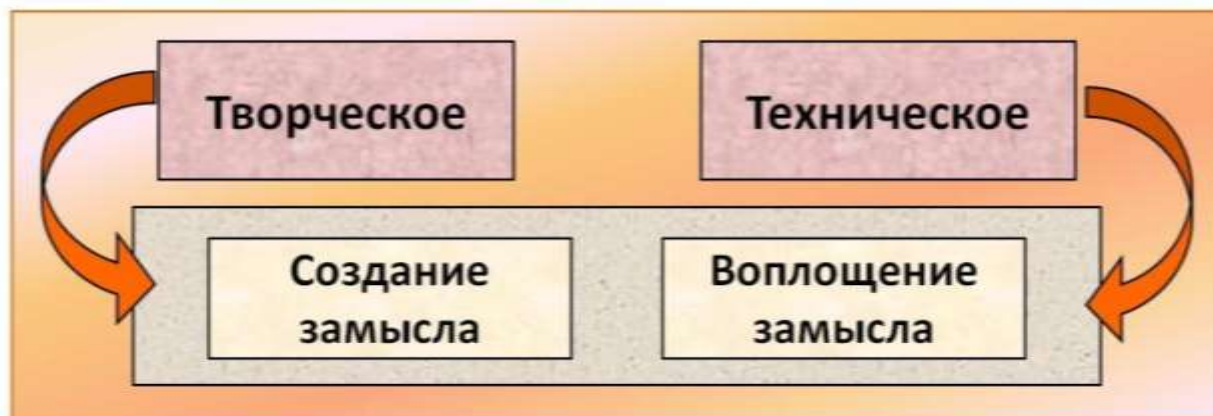 Творческое
Техническое
Создание
замысла
Воплощение
замысла